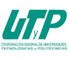 UTyP
COORDINACIÓN GENERAL DE UNIVERSIDADES
TECNOLÓGICAS y POLITÉCNICAS